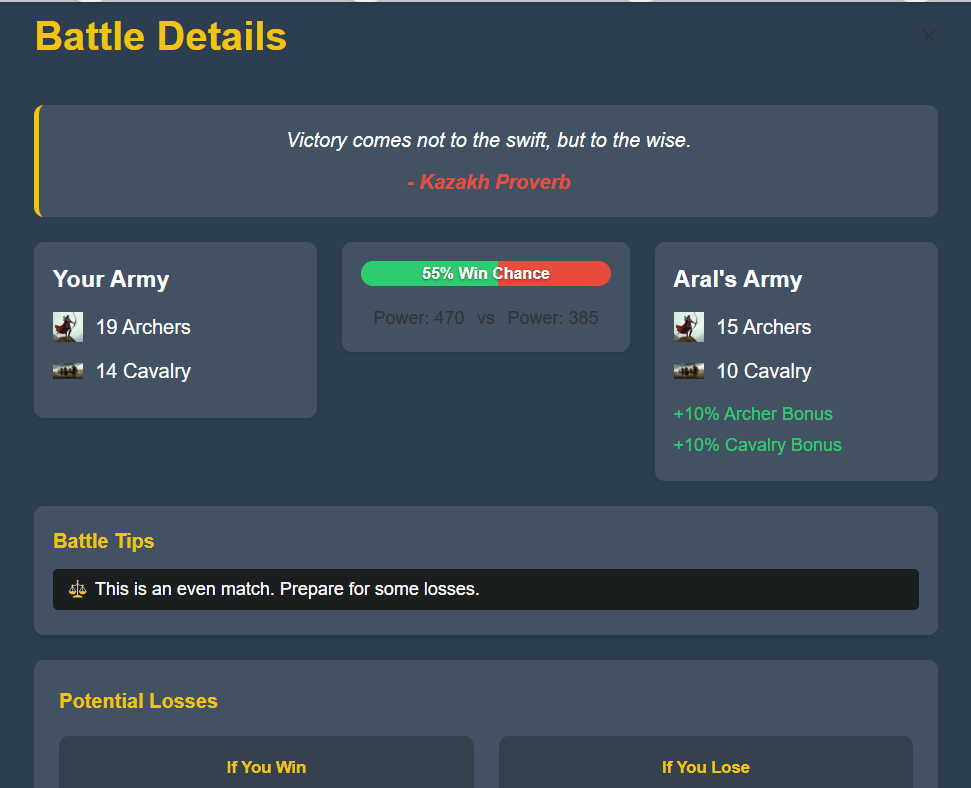 Battle Details
×
Victory comes not to the swift, but to the wise.
- Kazakh Proverb
Your Army
19 Archers
14 Cavalry
55% Win Chance
Power: 470 vs Power: 385
Aral's Army
15 Archers
10 Cavalry
+10% Archer Bonus
+10% Cavalry Bonus
Battle Tips
This is an even match. Prepare for some losses.
Potential Losses
If You Win
If You Lose